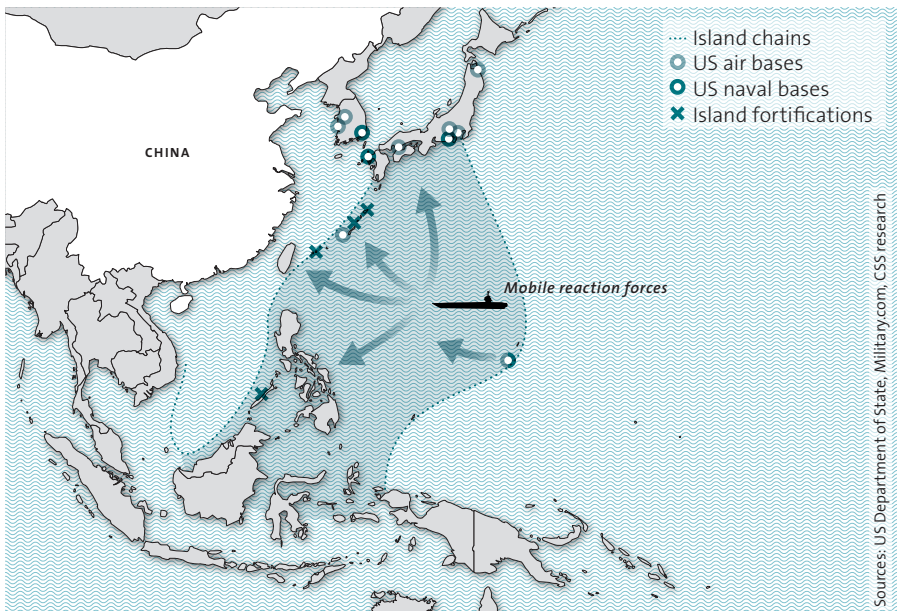 Island chains
US air bases
US naval bases
Island fortifications
CHINA
Mobile reaction forces
Sources: US Department of State, Military.com, CSS research